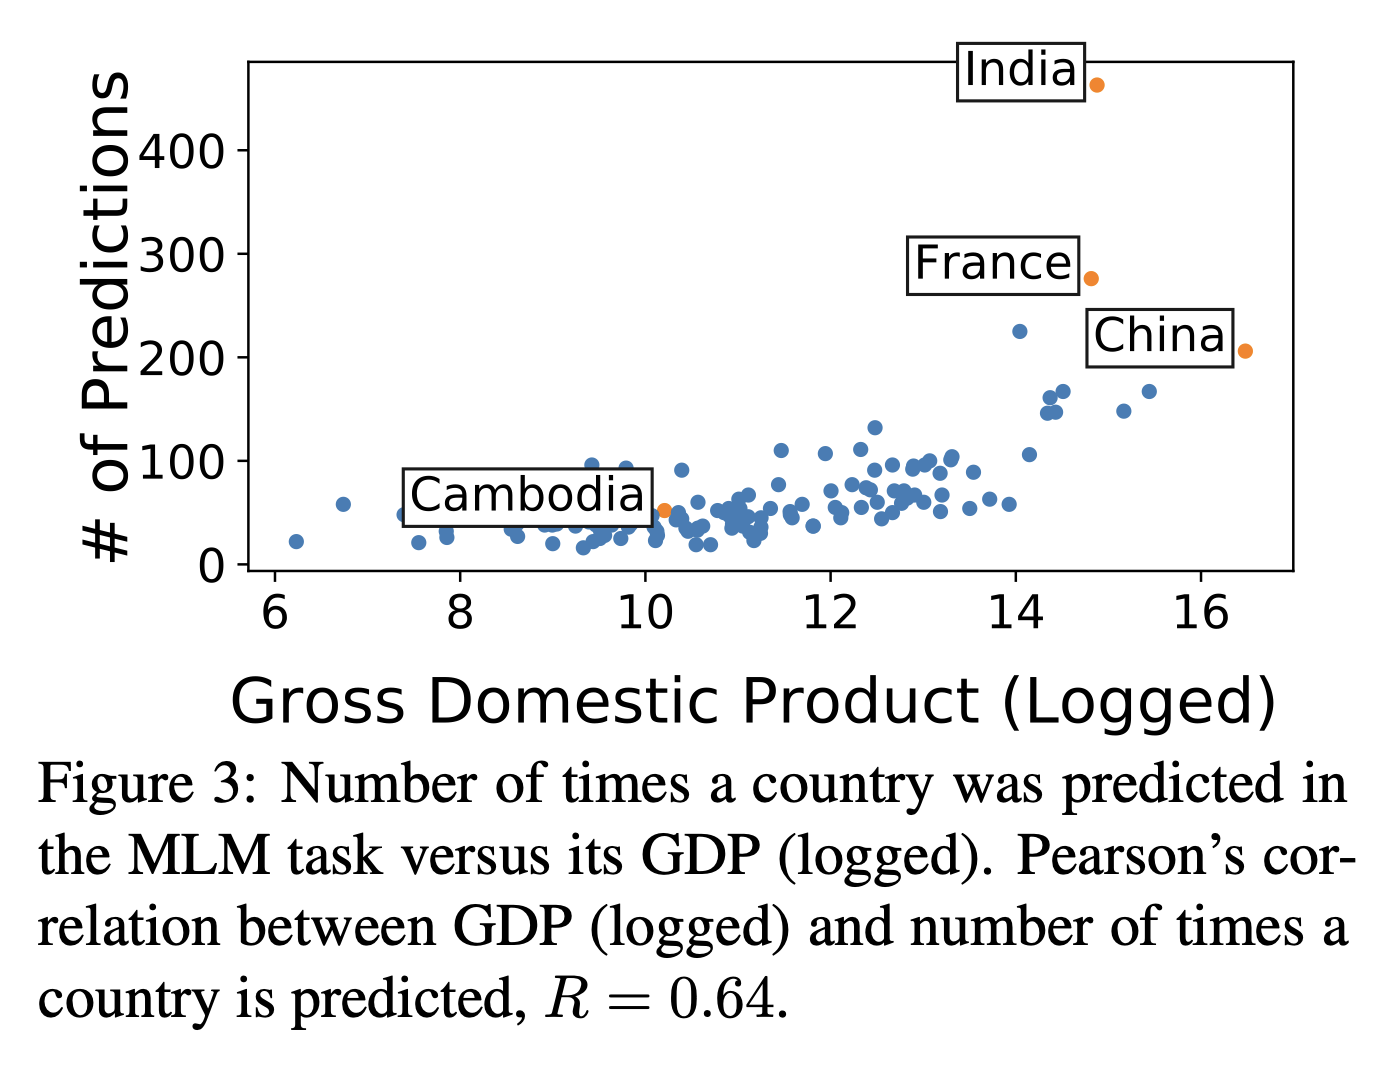 India
France
China
Cambodia
# of Predictions
400
300
200
100
0
6 8 10 12 14 16
Gross Domestic Product (Logged)
Figure 3: Number of times a country was predicted in
the MLM task versus its GDP (logged). Pearson’s cor-
relation between GDP (logged) and number of times a
country is predicted, R = 0.64.